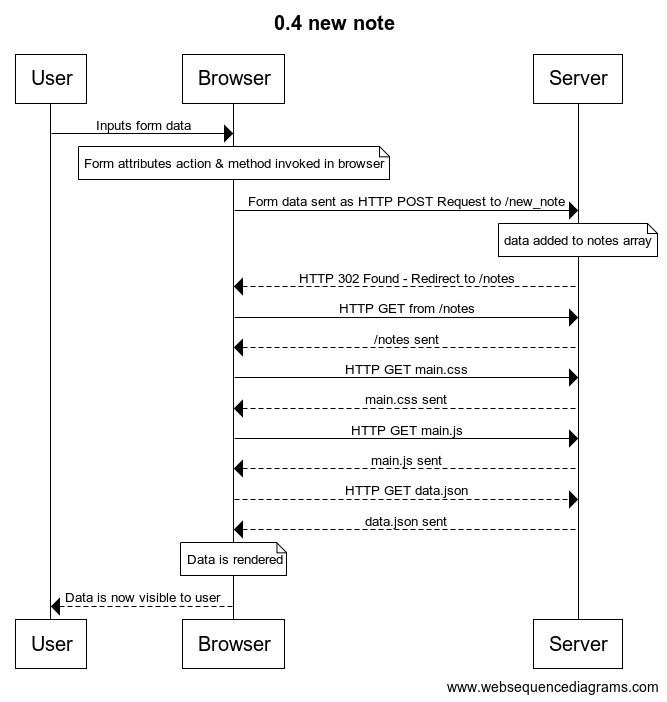 0.4 new note
User
Browser
Server
Inputs form data
Form attributes action & method invoked in browser
Form data sent as HTTP POST Request to /new_note
data added to notes array
HTTP 302 Found - Redirect to /notes
HTTP GET from /notes
/notes sent
HTTP GET main.css
main.css sent
HTTP GET main.js
main.js sent
HTTP GET data.json
data.json sent
Data is rendered
Data is now visible to user
User
Browser
Server
www.websequencediagrams.com